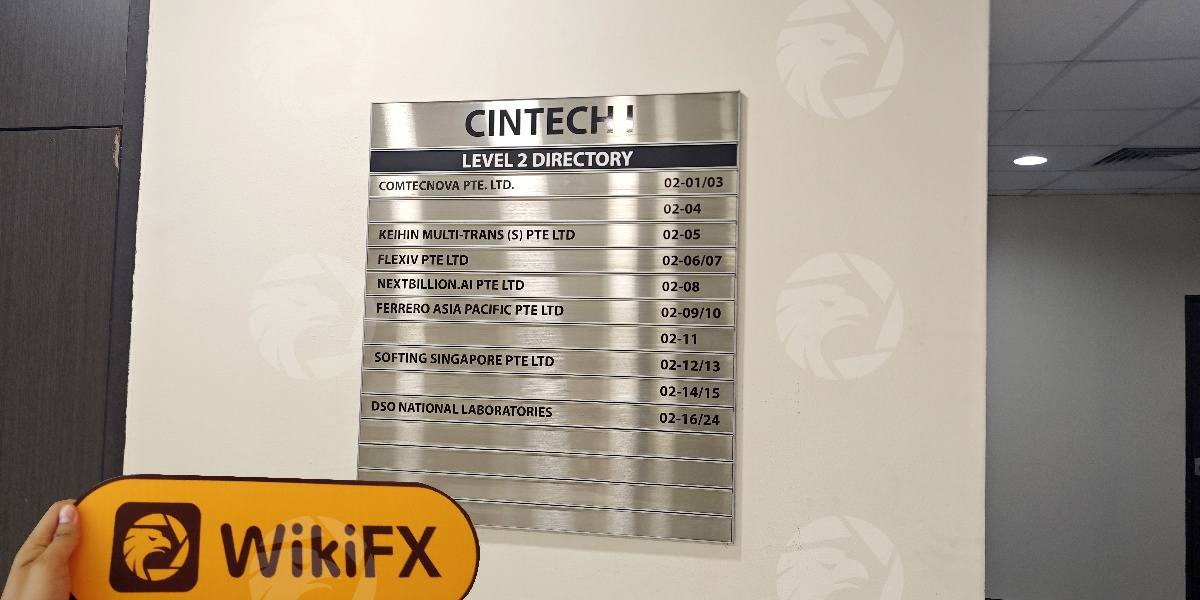 CINTECH I
LEVEL 2 DIRECTORY
COMTECNOVA PTE. LTD. 02-01/03
02-04
KEIHIN MULTI-TRANS (S) PTE LTD 02-05
FLEXIV PTE LTD 02-06/07
NEXTBILLION.AI PTE LTD 02-08
FERRERO ASIA PACIFIC PTE LTD 02-09/10
02-11
SOFTING SINGAPORE PTE LTD 02-12/13
02-14/15
DSO NATIONAL LABORATORIES 02-16/24
WikiFX